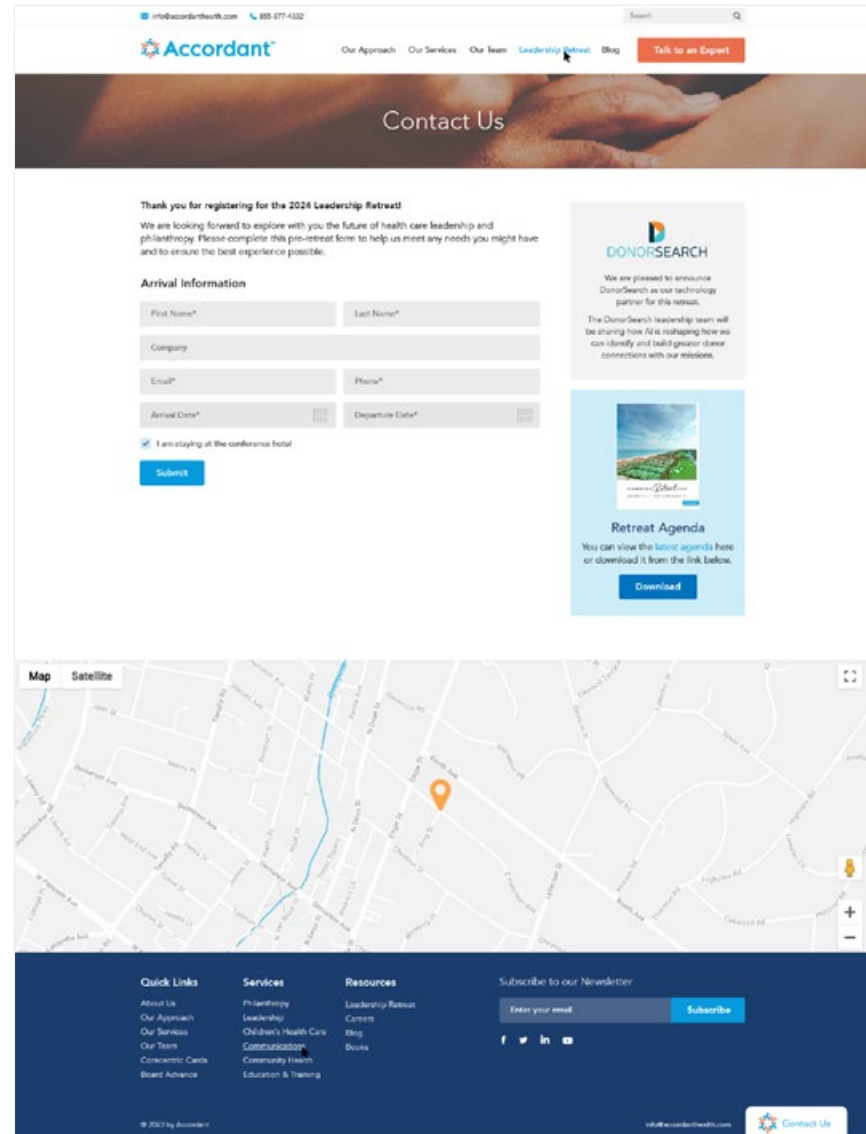 info@accordanthealth.com 855-877-4332 Search
Accordant
Our Approach Our Services Our Team Leadership Retreat Blog Talk to an Expert
Contact Us
Thank you for registering for the 2024 Leadership Retreat!
We are looking forward to explore with you the future of health care leadership and
philanthropy. Please complete this pre-retreat form to help us meet any needs you might have
and to ensure the best experience possible.
Arrival Information
First Name* Last Name*
Company
Email* Phone*
Arrival Date* Departure Date*
I am staying at the conference hotel
Submit
DONORSEARCH
We are pleased to announce
DonorSearch as our technology
partner for this retreat.
The DonorSearch leadership team will
be sharing how AI is reshaping how we
can identify and build greater donor
connections with our missions.
Retreat
Retreat Agenda
You can view the latest agenda here
or download it from the link below.
Download
Map Satellite
Quick Links
About Us
Our Approach
Our Services
Our Team
Concentric Cards
Board Advance
Services
Philanthropy
Leadership
Children's Health Care
Communications
Community Health
Education & Training
Resources
Leadership Retreat
Careers
Blog
Books
Subscribe to our Newsletter
Enter your email Subscribe
© 2023 by Accordant
info@accordanthealth.com
Contact Us